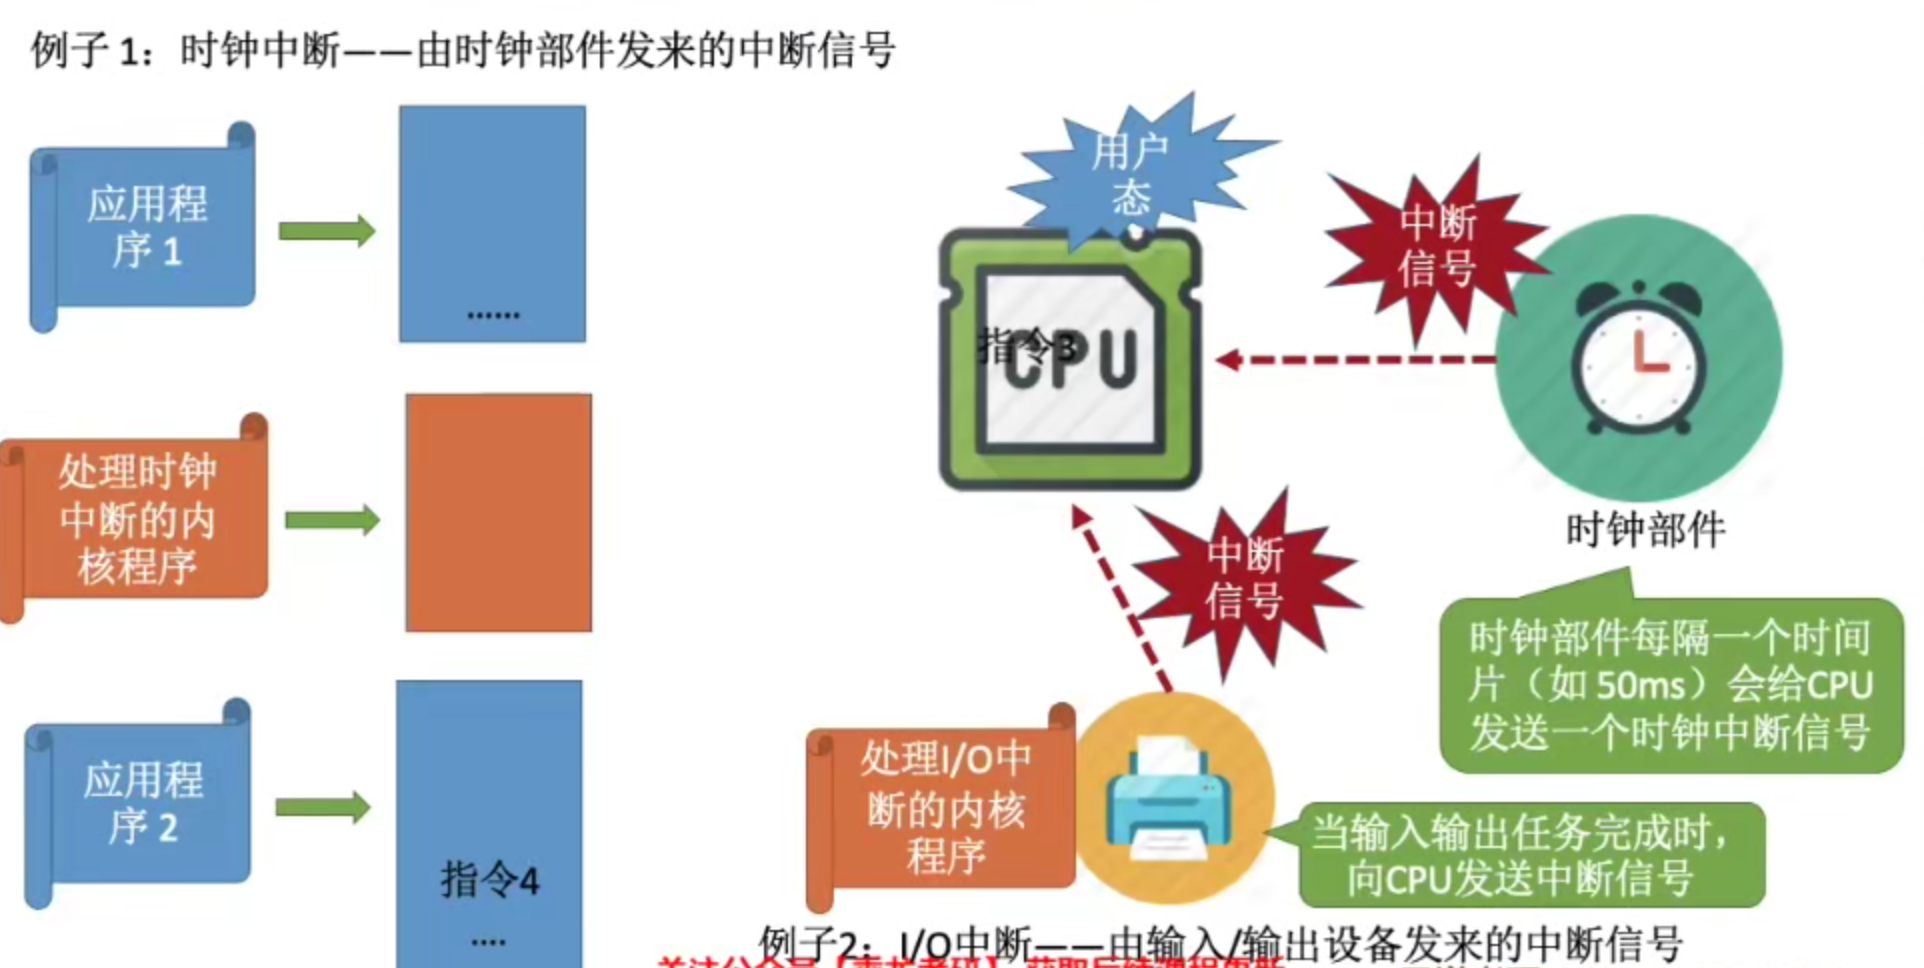 例子 1：时钟中断——由时钟部件发来的中断信号
应用程
序 1
......
用户
态
中断
信号
指令3
CPU
处理时钟
中断的内
核程序
时钟部件
中断
信号
时钟部件每隔一个时间
片（如 50ms）会给CPU
发送一个时钟中断信号
应用程
序 2
指令4
....
处理I/O中
断的内核
程序
当输入输出任务完成时，
向CPU发送中断信号
例子2：I/O中断——由输入/输出设备发来的中断信号